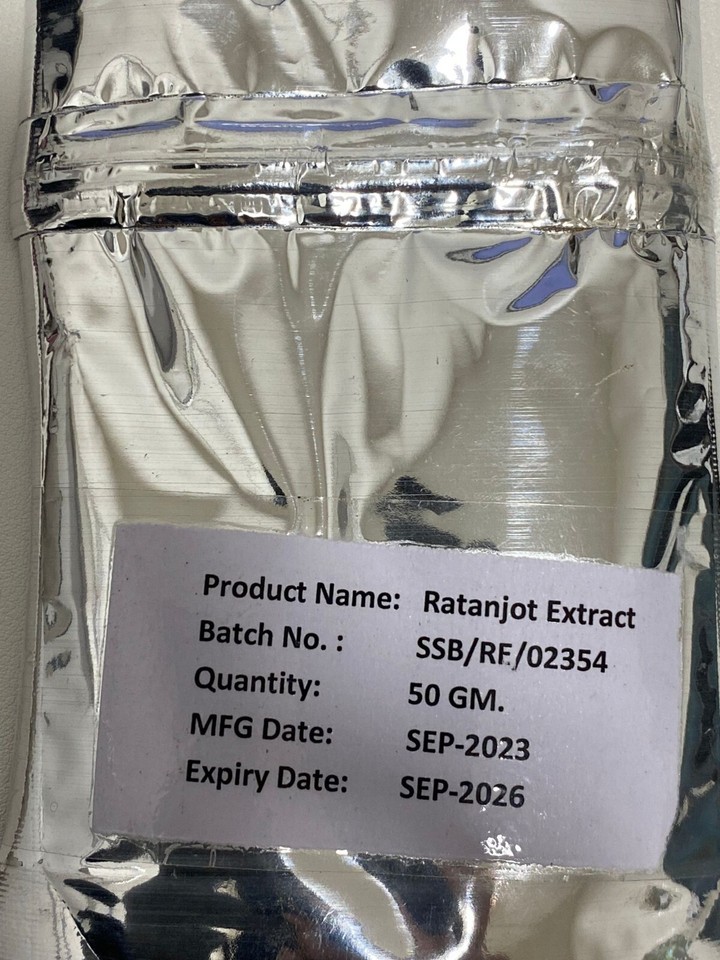 Product Name: Ratanjot Extract
Batch No. : SSB/RE/02354
Quantity: 50 GM.
MFG Date: SEP-2023
Expiry Date: SEP-2026